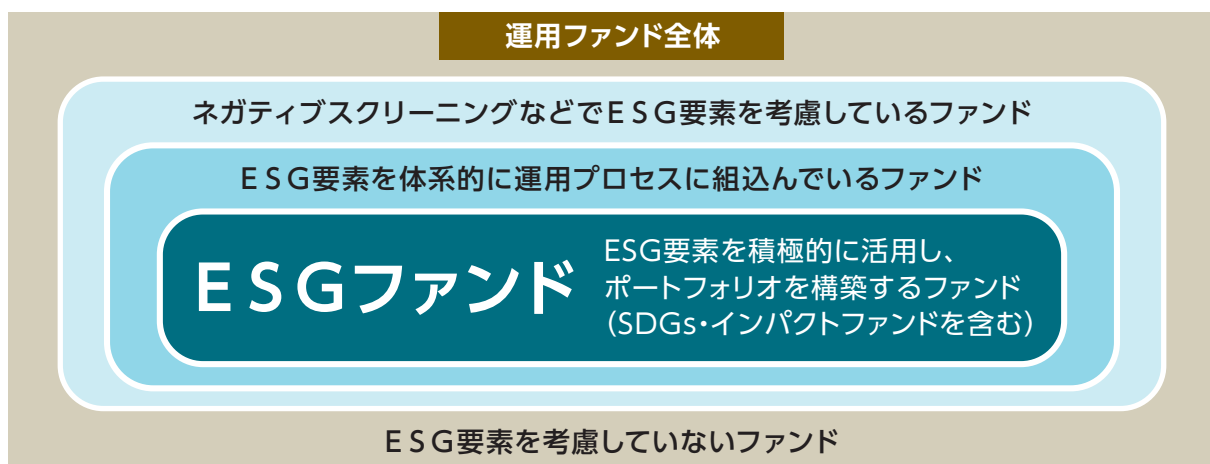 運用ファンド全体
ネガティブスクリーニングなどでESG要素を考慮しているファンド
ESG要素を体系的に運用プロセスに組込んでいるファンド
ESGファンド
ESG要素を積極的に活用し、
ポートフォリオを構築するファンド
(SDGs・インパクトファンドを含む)
ESG要素を考慮していないファンド